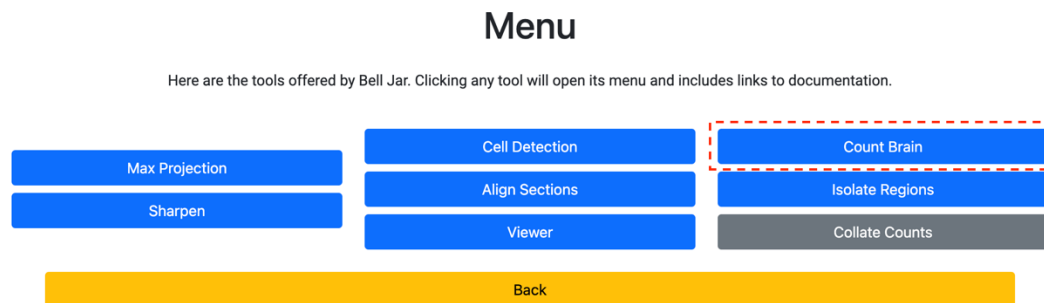 Menu
Here are the tools offered by Bell Jar. Clicking any tool will open its menu and includes links to documentation.
Max Projection
Sharpen
Cell Detection
Align Sections
Viewer
Count Brain
Isolate Regions
Collate Counts
Back